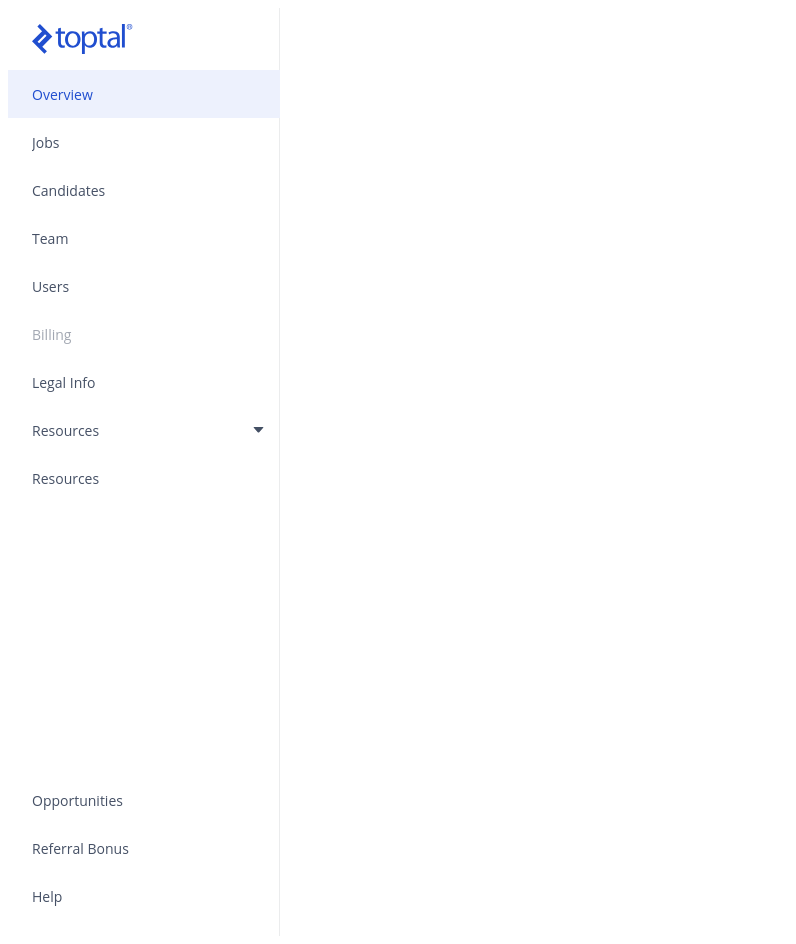 toptal®
Overview
Jobs
Candidates
Team
Users
Billing
Legal Info
Resources
Resources
Opportunities
Referral Bonus
Help